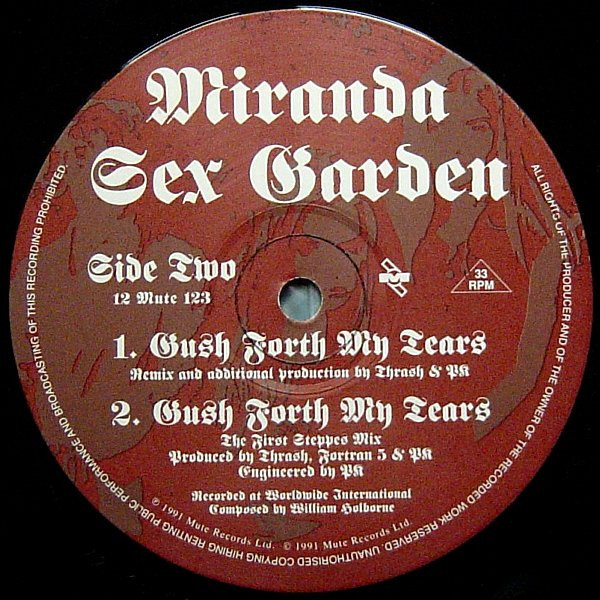 Miranda
Sex Garden
Side Two
12 Mute 123
33
RPM
1. Gush Forth My Tears
Remix and additional production by Thrash & PK
2. Gush Forth My Tears
The First Steppes Mix
Produced by Thrash, Fortran 5 & PK
Engineered by PK
Recorded at Worldwide International
Composed by William Holborne
℗ 1991 Mute Records Ltd. © 1991 Mute Records Ltd.
ALL RIGHTS OF THE PRODUCER AND OF THE OWNER OF THE RECORDED WORK RESERVED. UNAUTHORISED COPYING HIRING RENTING PUBLIC PERFORMANCE AND BROADCASTING OF THIS RECORDING PROHIBITED.